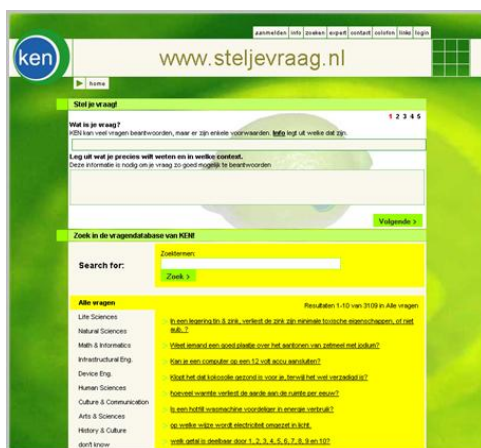 aanmelden info zoeken expert contact colofon links login
ken
www.steljevraag.nl
home
Stel je vraag!
1 2 3 4 5
Wat is je vraag?
KEN kan veel vragen beantwoorden, maar er zijn enkele voorwaarden. Info legt uit welke dat zijn.
Leg uit wat je precies wilt weten en in welke context.
Deze informatie is nodig om je vraag zo goed mogelijk te beantwoorden
Volgende >
Zoek in de vragendatabase van KEN!
Zoektermen:
Search for:
Zoek >
Alle vragen
Resultaten 1-10 van 3109 in Alle vragen
Life Sciences
Natural Sciences
Math & Informatics
Infrastructural Eng.
Device Eng.
Human Sciences
Culture & Communication
Arts & Sciences
History & Culture
don't know
In een legering tin & zink, verliest de zink zijn minimale toxische eigenschappen, of niet
aub. ?
Weet iemand een goed plaatje over het aantonen van zetmeel met jodium?
Kan je een computer op een 12 volt accu aansluiten?
Klopt het dat kokosolie gezond is voor je, terwijl het wel verzadigd is?
hoeveel warmte verliest de aarde aan de ruimte per eeuw?
Is een hotfill wasmachine voordeliger in energie verbruik?
op welke wijze wordt electriciteit omgezet in licht.
welk getal is deelbaar door 1, 2, 3, 4, 5, 6, 7, 8, 9 en 10?